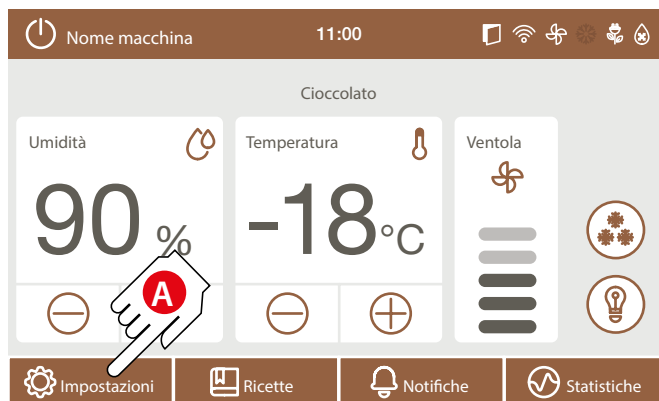 Nome macchina
11:00
Cioccolato
Umidità
Temperatura
Ventola
90 %
-18°C
A
Impostazioni
Ricette
Notifiche
Statistiche